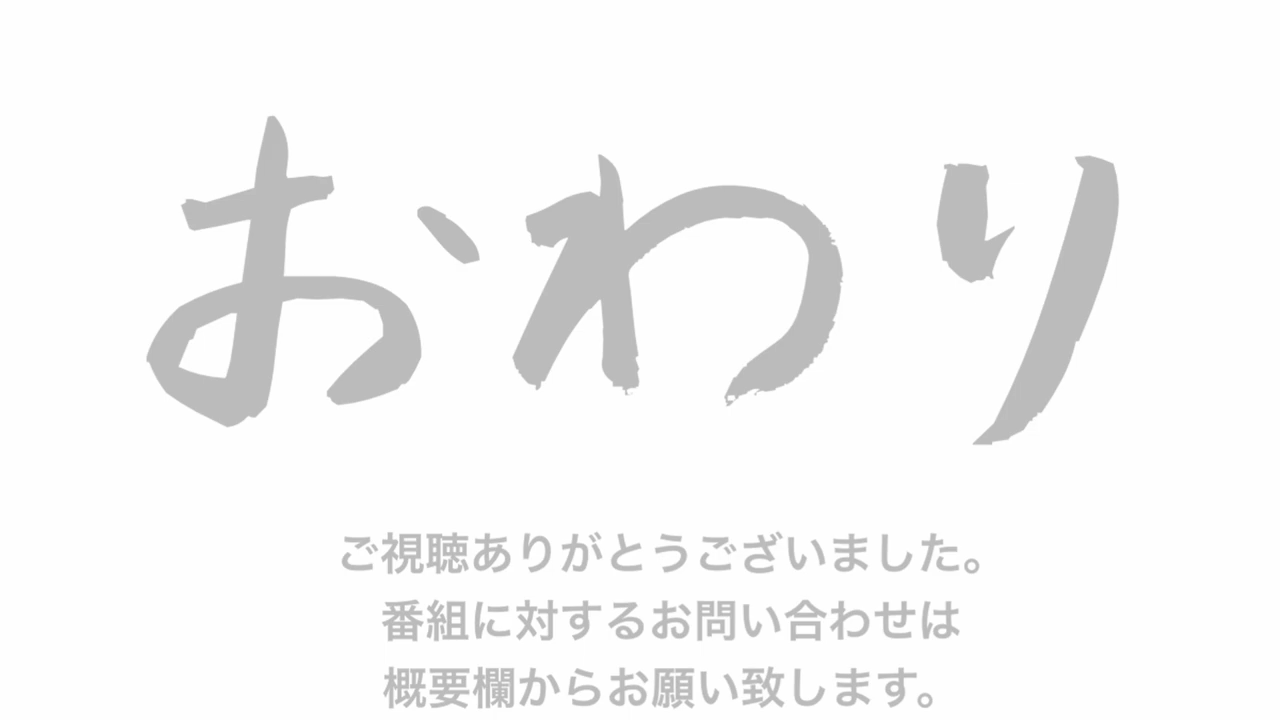 おわり
ご視聴ありがとうございました。
番組に対するお問い合わせは
概要欄からお願い致します。